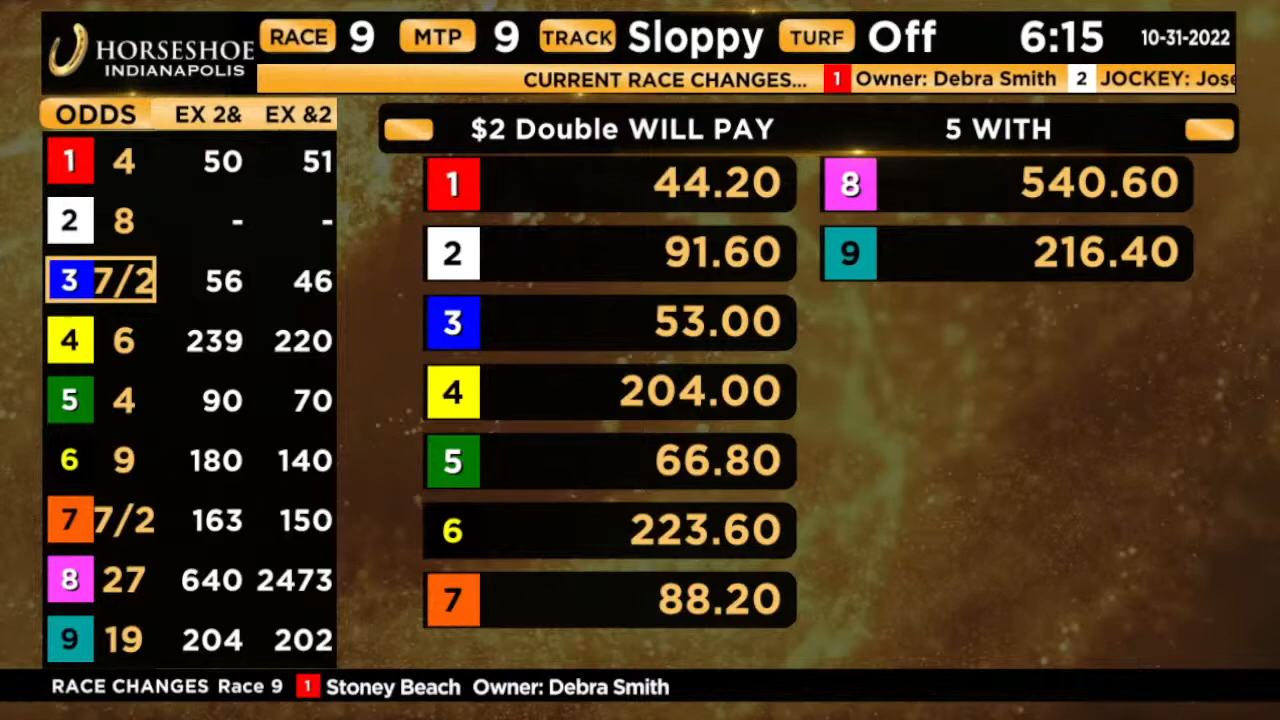 HORSESHOE
INDIANAPOLIS
RACE 9 MTP 9 TRACK Sloppy TURF Off 6:15 10-31-2022
CURRENT RACE CHANGES... 1 Owner: Debra Smith 2 JOCKEY: Jose
ODDS EX 2& EX &2
1 4 50 51
2 8 - -
3 7/2 56 46
4 6 239 220
5 4 90 70
6 9 180 140
7 7/2 163 150
8 27 640 2473
9 19 204 202
$2 Double WILL PAY 5 WITH
1 44.20
2 91.60
3 53.00
4 204.00
5 66.80
6 223.60
7 88.20
8 540.60
9 216.40
RACE CHANGES Race 9 1 Stoney Beach Owner: Debra Smith